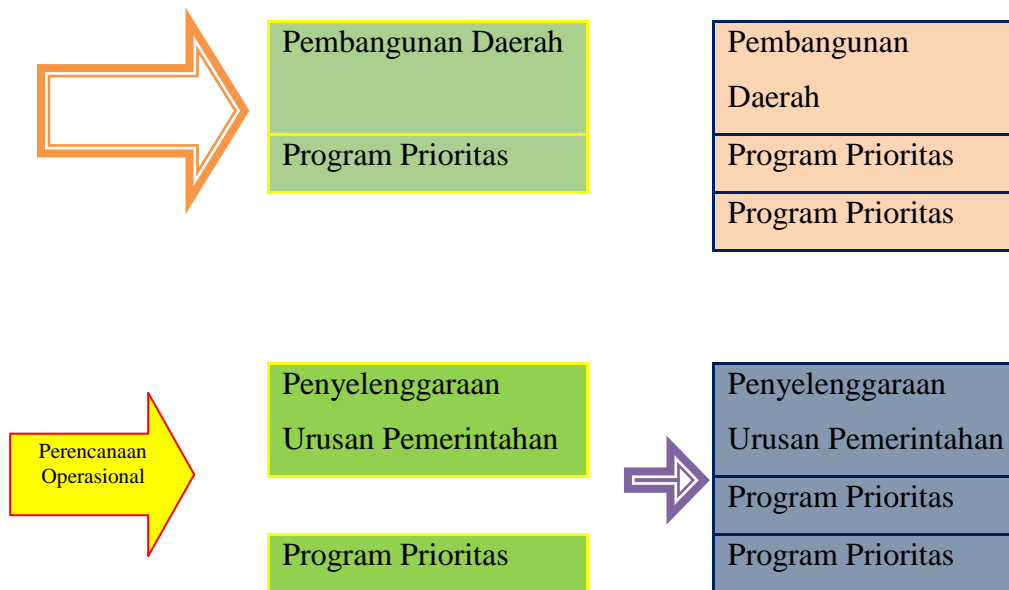 Pembangunan Daerah
Program Prioritas
Pembangunan
Daerah
Program Prioritas
Program Prioritas
Perencanaan
Operasional
Penyelenggaraan
Urusan Pemerintahan
Program Prioritas
Penyelenggaraan
Urusan Pemerintahan
Program Prioritas
Program Prioritas